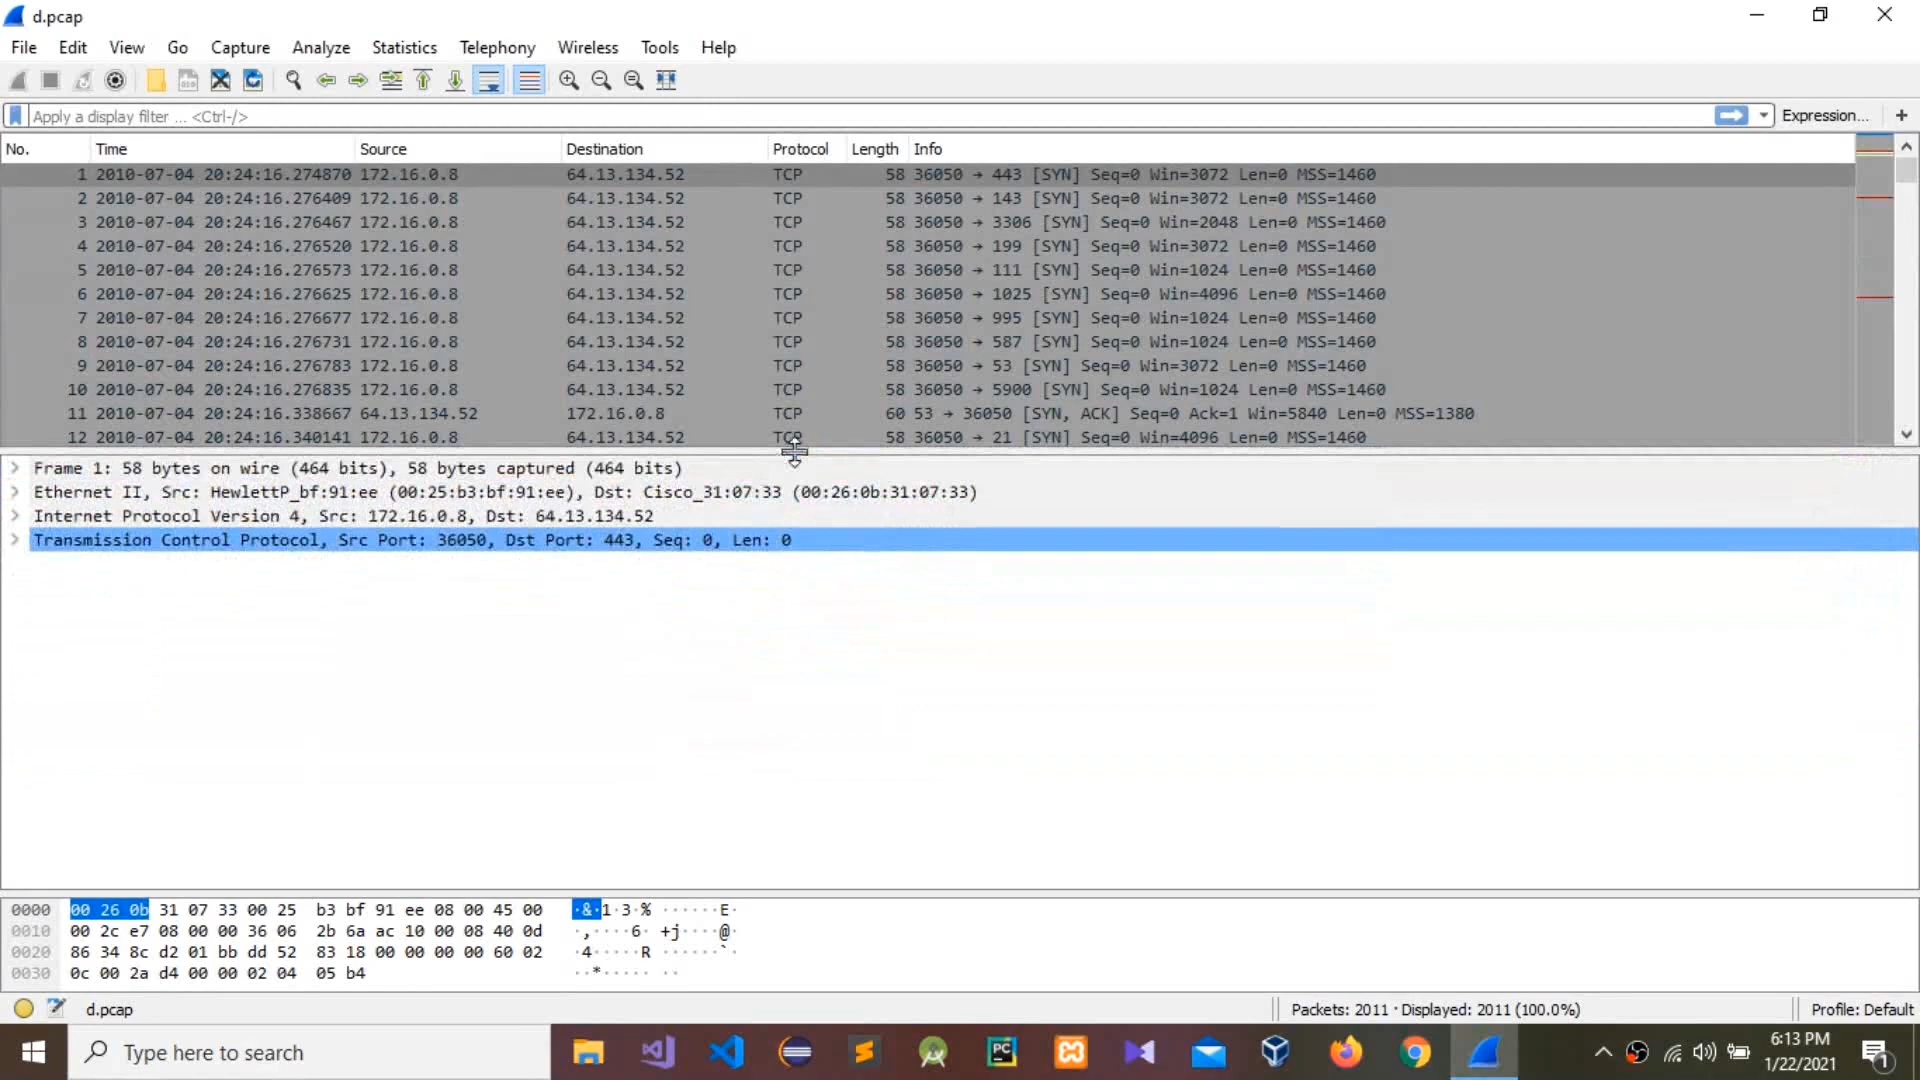 d.pcap
File Edit View Go Capture Analyze Statistics Telephony Wireless Tools Help
Apply a display filter ... <Ctrl-/> Expression... +
No. Time Source Destination Protocol Length Info
1 2010-07-04 20:24:16.274870 172.16.0.8 64.13.134.52 TCP 58 36050 → 443 [SYN] Seq=0 Win=3072 Len=0 MSS=1460
2 2010-07-04 20:24:16.276409 172.16.0.8 64.13.134.52 TCP 58 36050 → 143 [SYN] Seq=0 Win=3072 Len=0 MSS=1460
3 2010-07-04 20:24:16.276467 172.16.0.8 64.13.134.52 TCP 58 36050 → 3306 [SYN] Seq=0 Win=2048 Len=0 MSS=1460
4 2010-07-04 20:24:16.276520 172.16.0.8 64.13.134.52 TCP 58 36050 → 199 [SYN] Seq=0 Win=3072 Len=0 MSS=1460
5 2010-07-04 20:24:16.276573 172.16.0.8 64.13.134.52 TCP 58 36050 → 111 [SYN] Seq=0 Win=1024 Len=0 MSS=1460
6 2010-07-04 20:24:16.276625 172.16.0.8 64.13.134.52 TCP 58 36050 → 1025 [SYN] Seq=0 Win=4096 Len=0 MSS=1460
7 2010-07-04 20:24:16.276677 172.16.0.8 64.13.134.52 TCP 58 36050 → 995 [SYN] Seq=0 Win=1024 Len=0 MSS=1460
8 2010-07-04 20:24:16.276731 172.16.0.8 64.13.134.52 TCP 58 36050 → 587 [SYN] Seq=0 Win=1024 Len=0 MSS=1460
9 2010-07-04 20:24:16.276783 172.16.0.8 64.13.134.52 TCP 58 36050 → 53 [SYN] Seq=0 Win=3072 Len=0 MSS=1460
10 2010-07-04 20:24:16.276835 172.16.0.8 64.13.134.52 TCP 58 36050 → 5900 [SYN] Seq=0 Win=1024 Len=0 MSS=1460
11 2010-07-04 20:24:16.338667 64.13.134.52 172.16.0.8 TCP 60 53 → 36050 [SYN, ACK] Seq=0 Ack=1 Win=5840 Len=0 MSS=1380
12 2010-07-04 20:24:16.340141 172.16.0.8 64.13.134.52 TCP 58 36050 → 21 [SYN] Seq=0 Win=4096 Len=0 MSS=1460
Frame 1: 58 bytes on wire (464 bits), 58 bytes captured (464 bits)
Ethernet II, Src: HewlettP_bf:91:ee (00:25:b3:bf:91:ee), Dst: Cisco_31:07:33 (00:26:0b:31:07:33)
Internet Protocol Version 4, Src: 172.16.0.8, Dst: 64.13.134.52
Transmission Control Protocol, Src Port: 36050, Dst Port: 443, Seq: 0, Len: 0
0000 00 26 0b 31 07 33 00 25 b3 bf 91 ee 08 00 45 00 ·&·1·3·% ······E·
0010 00 2c e7 08 00 00 36 06 2b 6a ac 10 00 08 40 0d ·,····6· +j····@·
0020 86 34 8c d2 01 bb dd 52 83 18 00 00 00 00 60 02 ·4·····R ······`·
0030 0c 00 2a d4 00 00 02 04 05 b4 ··*····· ··
d.pcap Packets: 2011 · Displayed: 2011 (100.0%) Profile: Default
Type here to search
PC
6:13 PM
1/22/2021
1